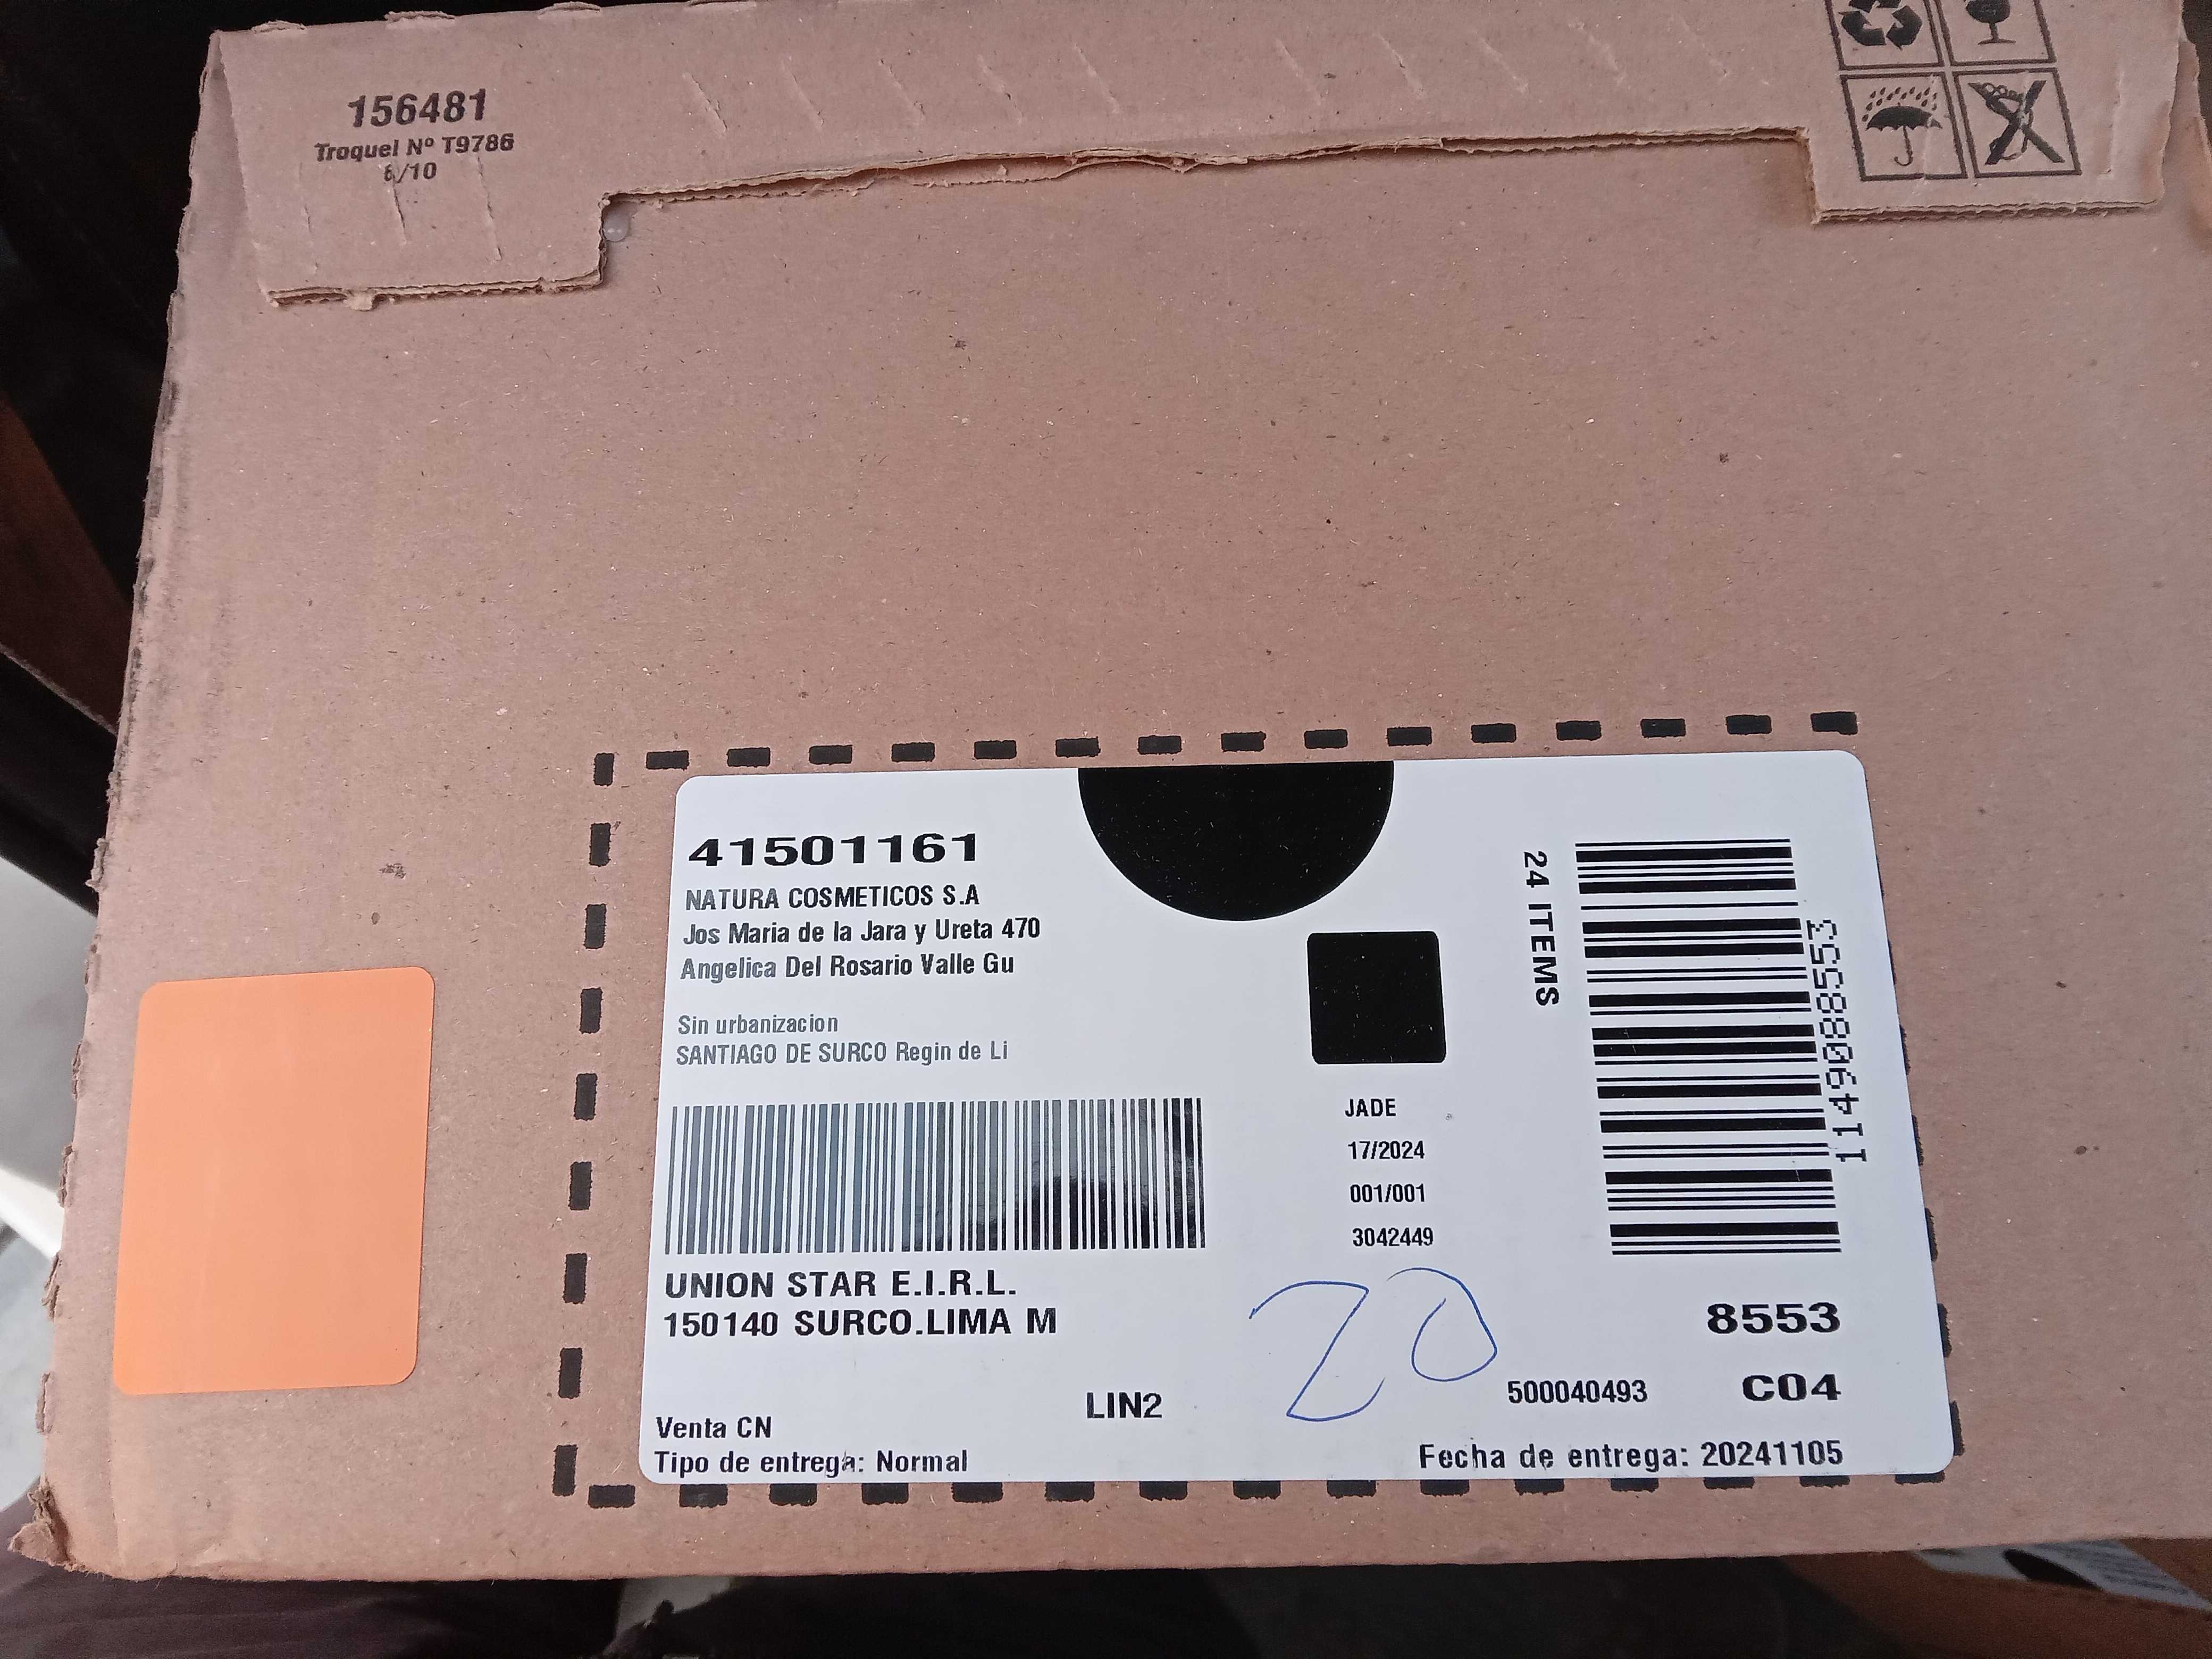 156481
Troquel Nº T9786
6/10
41501161
NATURA COSMETICOS S.A
Jos Maria de la Jara y Ureta 470
Angelica Del Rosario Valle Gu
Sin urbanizacion
SANTIAGO DE SURCO Regin de Li
24 ITEMS
1149088553
JADE
17/2024
001/001
3042449
UNION STAR E.I.R.L.
150140 SURCO.LIMA M
20
8553
500040493 C04
LIN2
Venta CN
Tipo de entrega: Normal
Fecha de entrega: 20241105